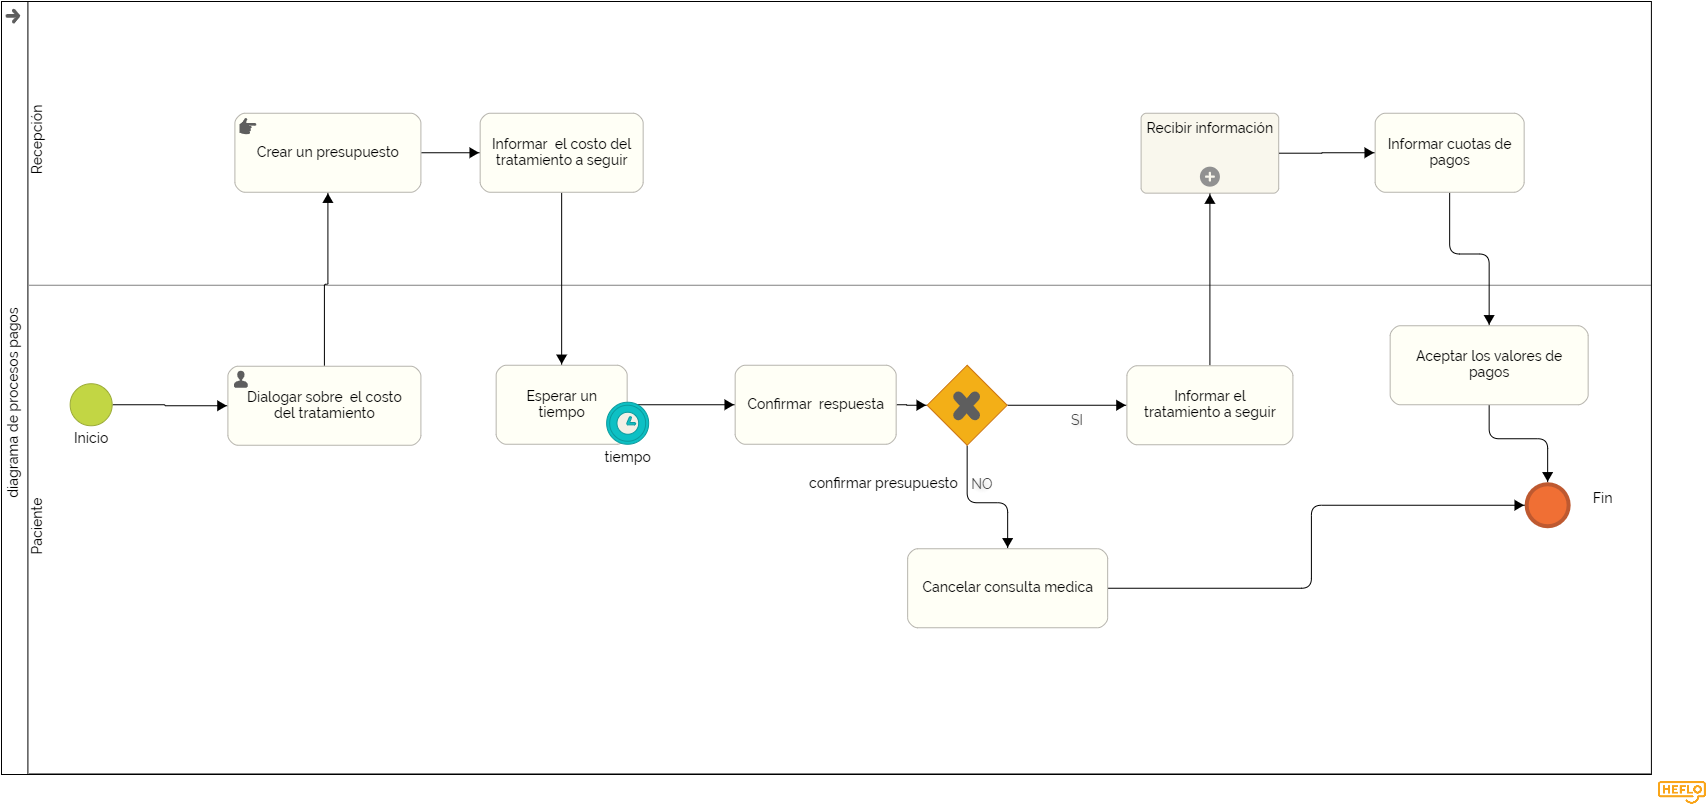 diagrama de procesos pagos
Recepción
Crear un presupuesto
Informar el costo del
tratamiento a seguir
Recibir información
Informar cuotas de
pagos
Paciente
Inicio
Dialogar sobre el costo
del tratamiento
Esperar un
tiempo
tiempo
Confirmar respuesta
confirmar presupuesto
SI
NO
Informar el
tratamiento a seguir
Aceptar los valores de
pagos
Cancelar consulta medica
Fin
HEFLO